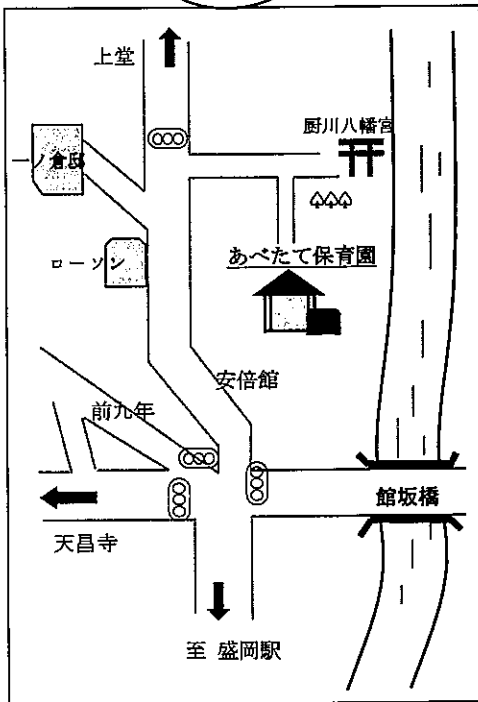 上堂
厨川八幡宮
一ノ倉邸
ローソン
あべたて保育園
安倍館
前九年
館坂橋
天昌寺
至 盛岡駅